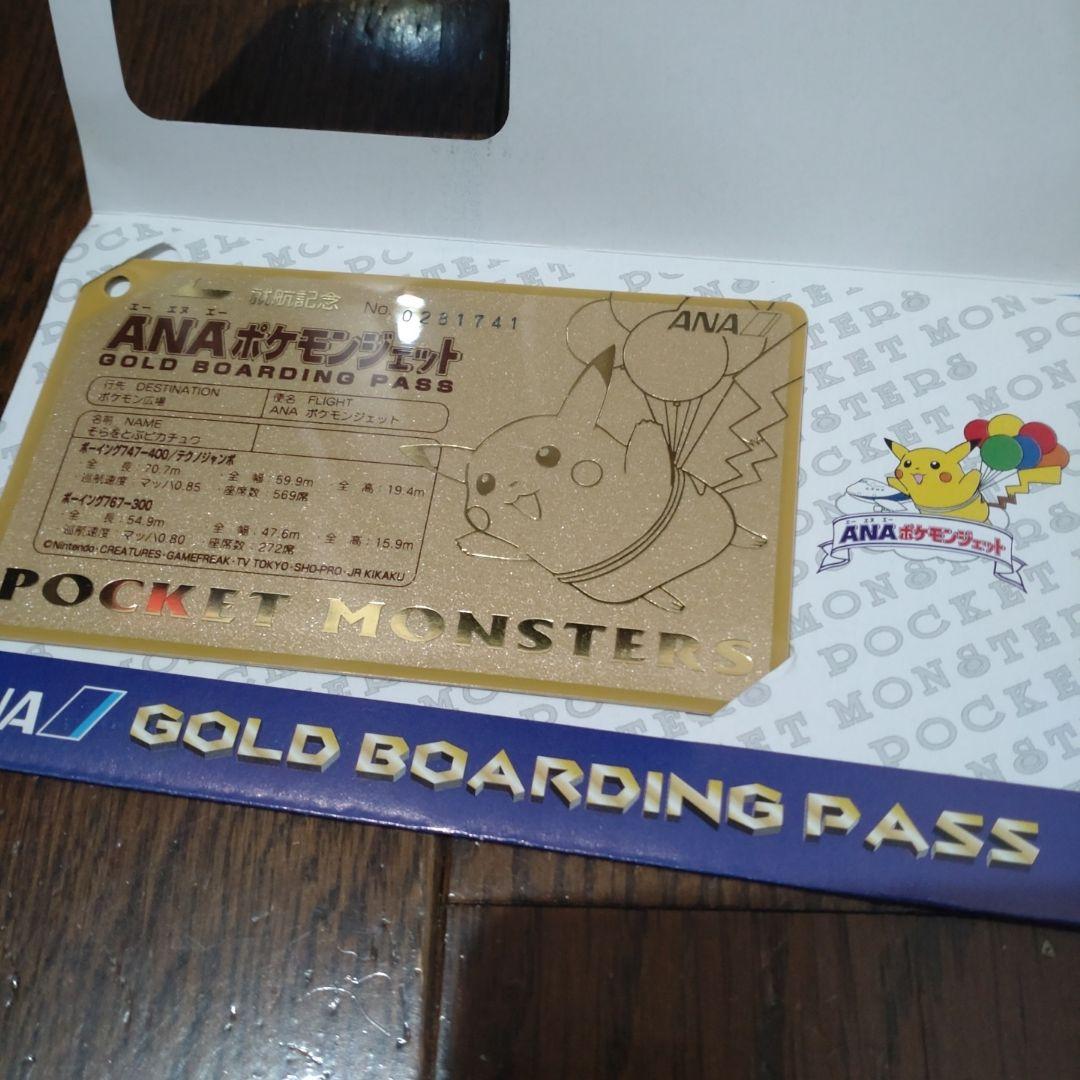 就航記念 No. 0281741
エー エヌ エー
ANAポケモンジェット
GOLD BOARDING PASS
行先 DESTINATION
ポケモン広場
便名 FLIGHT
ANA ポケモンジェット
名前 NAME
そらをとぶピカチュウ
ボーイング747-400/テクノジャンボ
全 長:70.7m 全 幅:59.9m 全 高:19.4m
巡航速度 マッハ0.85 座席数 569席
ボーイング767-300
全 長:54.9m 全 幅:47.6m 全 高:15.9m
巡航速度 マッハ0.80 座席数:272席
©Nintendo・CREATURES・GAMEFREAK・TV TOKYO・SHO-PRO・JR KIKAKU
POCKET MONSTERS
ANA
エー エヌ エー
ANAポケモンジェット
NA
GOLD BOARDING PASS
POCKET MONSTERS